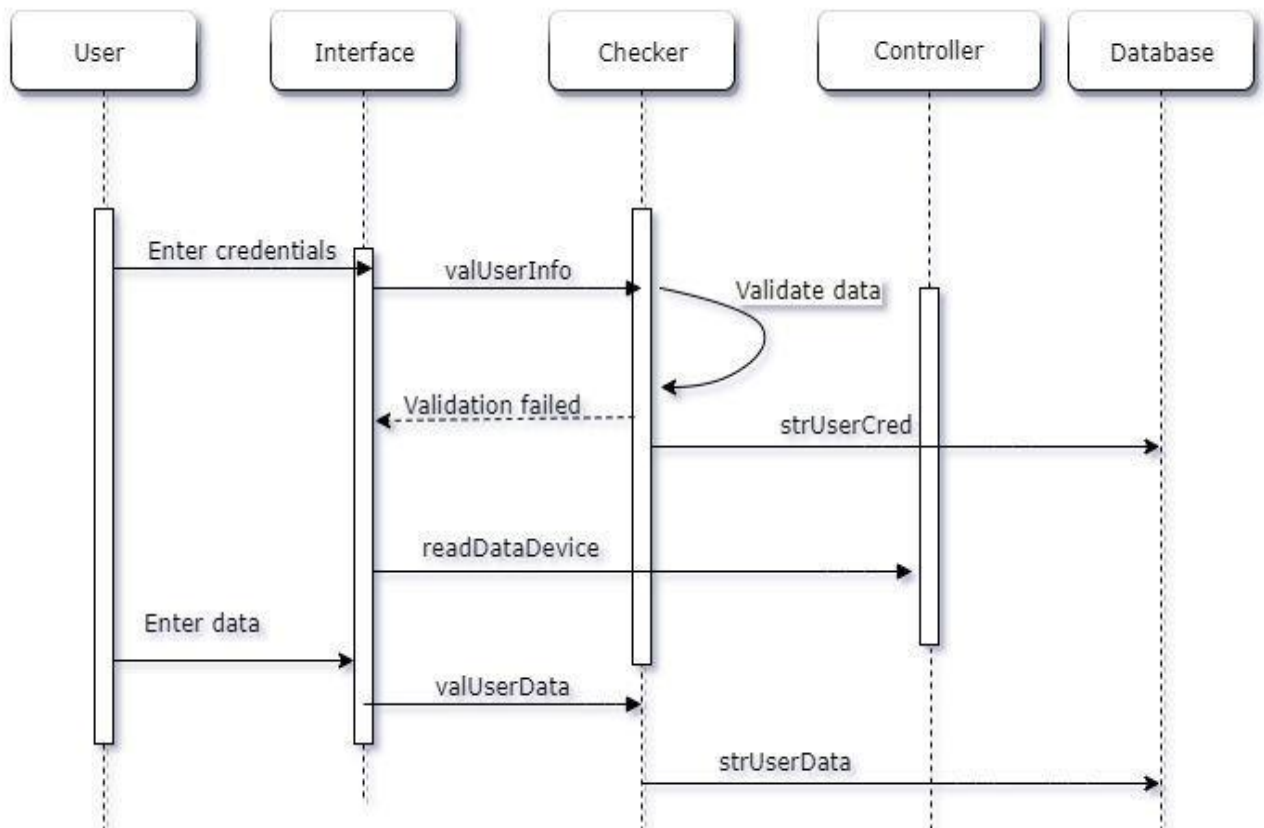 User
Interface
Checker
Controller
Database
Enter credentials
valUserInfo
Validate data
Validation failed
strUserCred
readDataDevice
Enter data
valUserData
strUserData